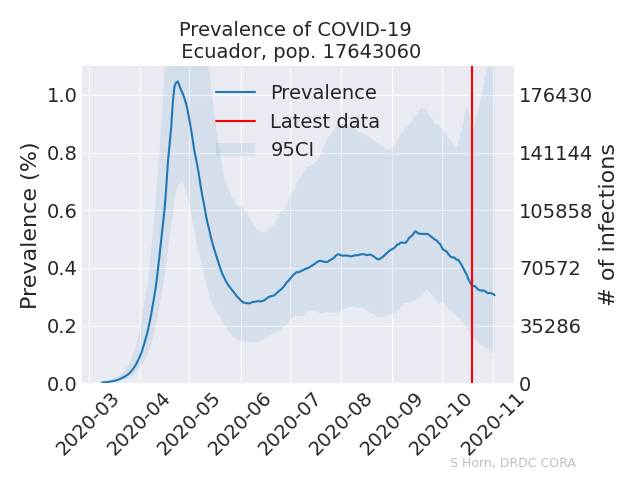 Prevalence of COVID-19
Ecuador, pop. 17643060
Prevalence
Latest data
95CI
Prevalence (%)
1.0
0.8
0.6
0.4
0.2
0.0
176430
141144
105858
70572
35286
0
# of infections
2020-03
2020-04
2020-05
2020-06
2020-07
2020-08
2020-09
2020-10
2020-11
S Horn, DRDC CORA